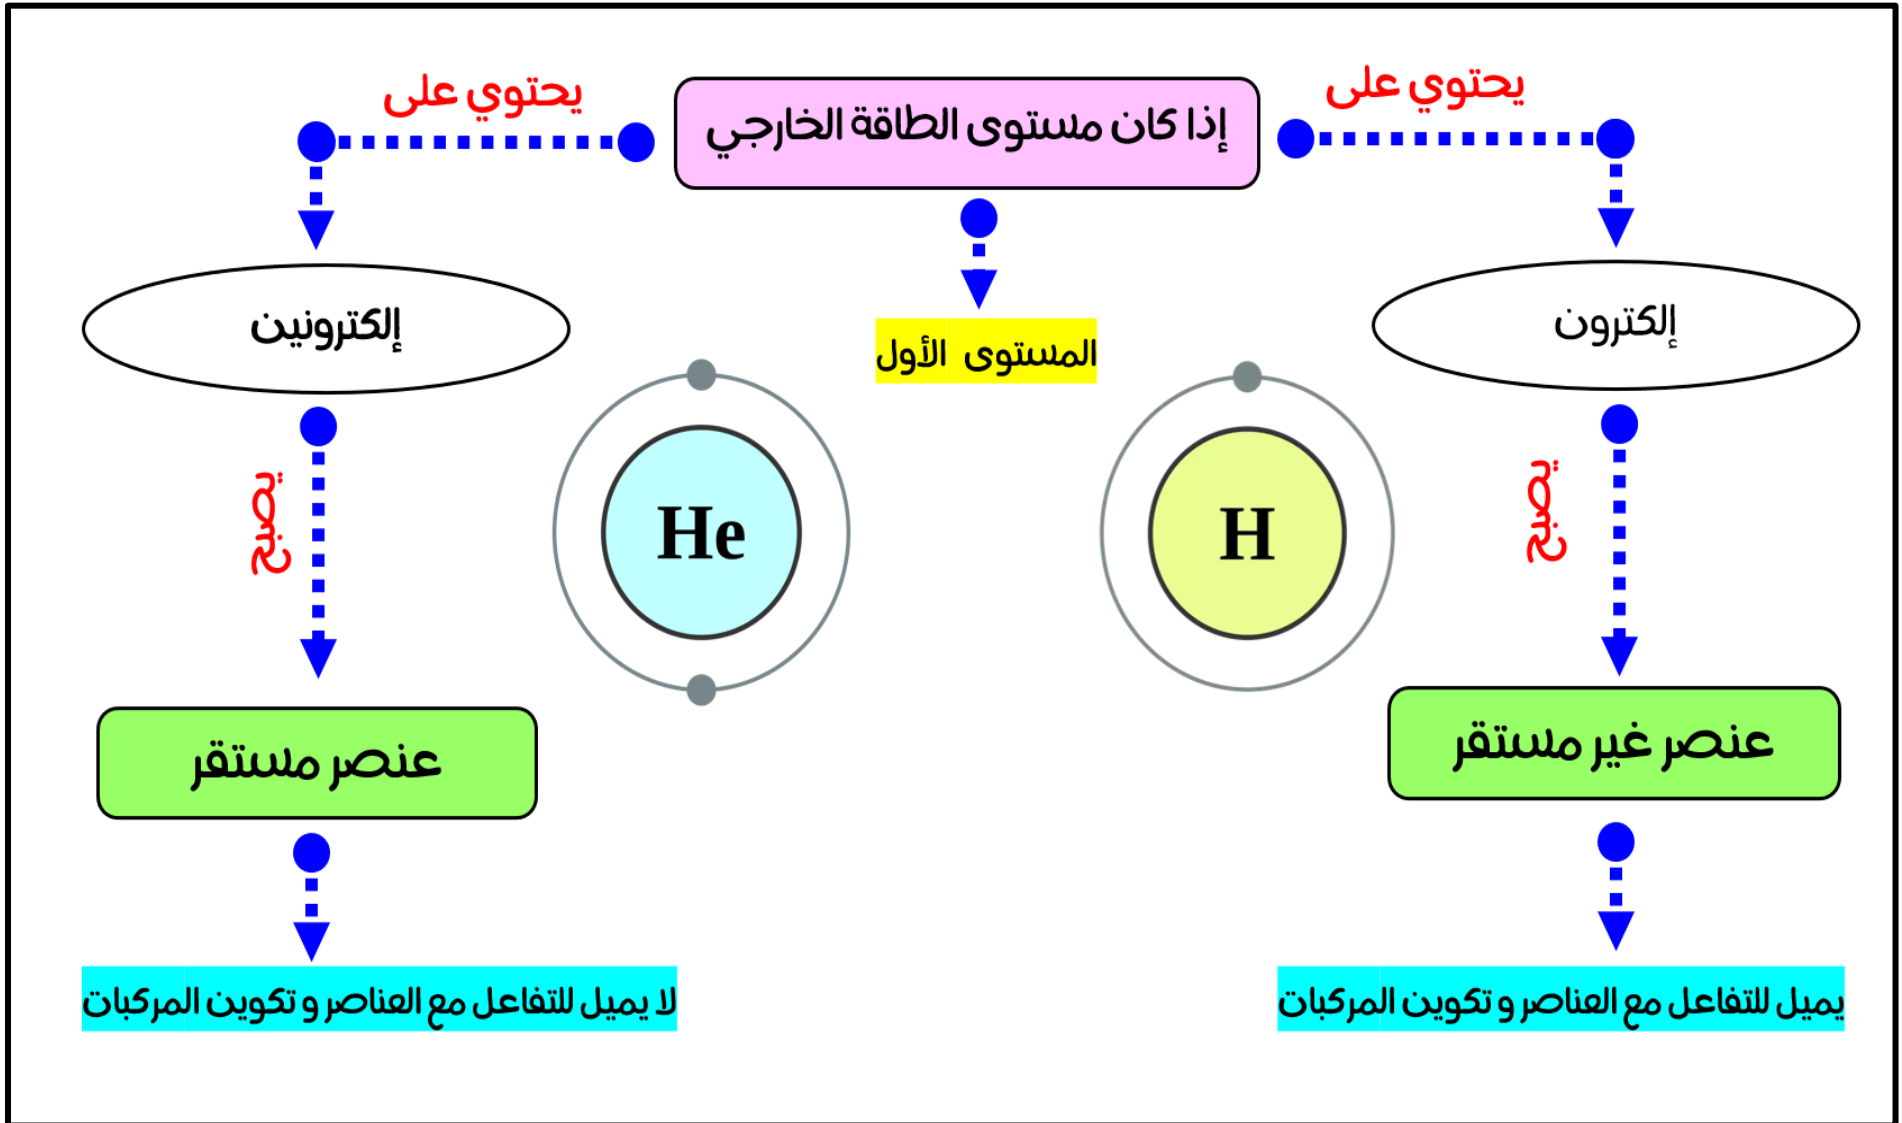 إذا كان مستوى الطاقة الخارجي
يحتوي على
يحتوي على
إلكترون
إلكترونين
المستوى الأول
H
He
يصبح
يصبح
عنصر غير مستقر
عنصر مستقر
يميل للتفاعل مع العناصر و تكوين المركبات
لا يميل للتفاعل مع العناصر و تكوين المركبات